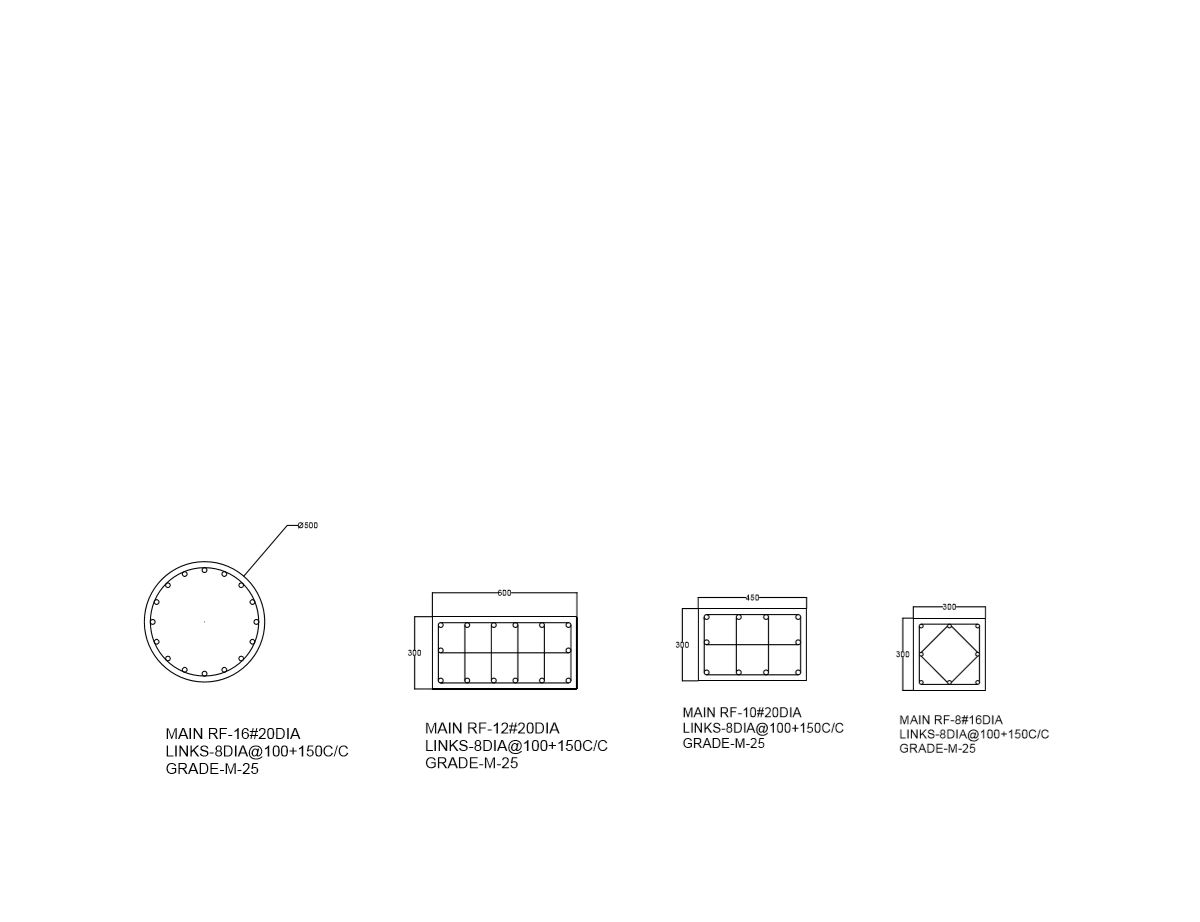 Ø500
600
300
450
300
300
300
MAIN RF-16#20DIA
LINKS-8DIA@100+150C/C
GRADE-M-25
MAIN RF-12#20DIA
LINKS-8DIA@100+150C/C
GRADE-M-25
MAIN RF-10#20DIA
LINKS-8DIA@100+150C/C
GRADE-M-25
MAIN RF-8#16DIA
LINKS-8DIA@100+150C/C
GRADE-M-25